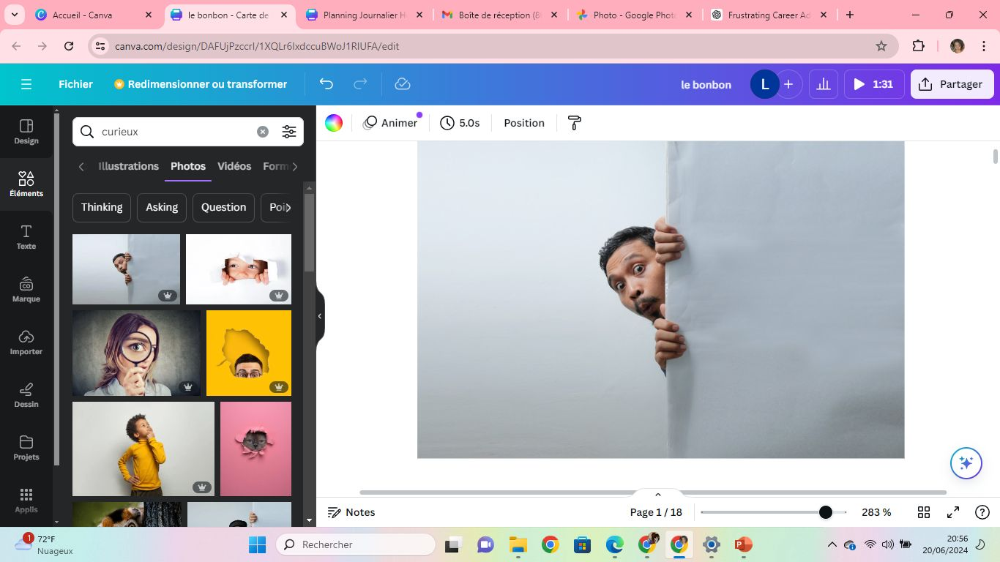 Accueil - Canva
le bonbon - Carte de
Planning Journalier H
Boîte de réception (8
Photo - Google Phot
Frustrating Career Ad
canva.com/design/DAFUjPzccrI/1XQLr6IxdccuBWoJ1RIUFA/edit
Fichier
Redimensionner ou transformer
le bonbon
L
1:31
Partager
Design
Éléments
Texte
Marque
Importer
Dessin
Projets
Applis
curieux
Illustrations
Photos
Vidéos
Form
Thinking
Asking
Question
Poi
Animer
5.0s
Position
Notes
Page 1 / 18
283 %
1
72°F
Nuageux
Rechercher
20:56
20/06/2024